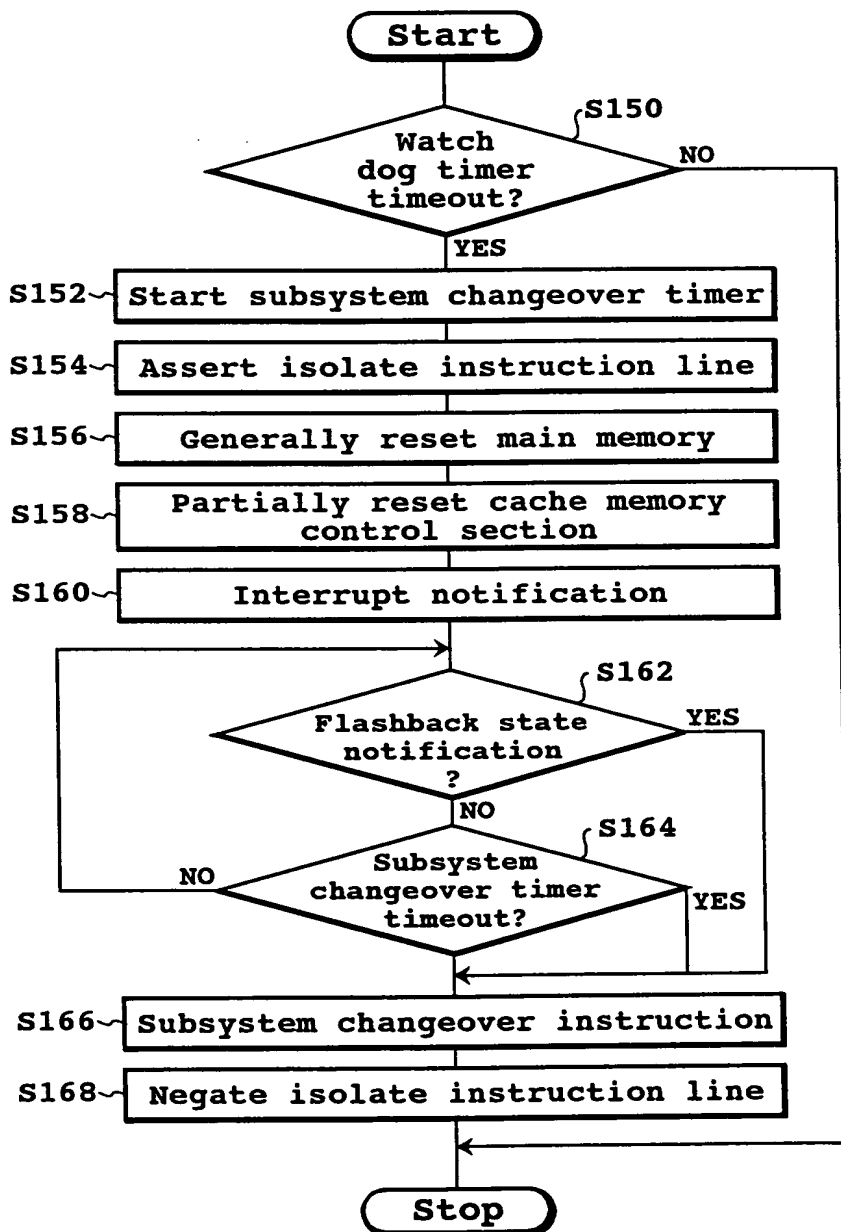 Start
S150
Watch
dog timer
timeout?
NO
YES
S152
Start subsystem changeover timer
S154
Assert isolate instruction line
S156
Generally reset main memory
S158
Partially reset cache memory
control section
S160
Interrupt notification
S162
Flashback state
notification
?
YES
NO
S164
Subsystem
changeover timer
timeout?
NO
YES
S166
Subsystem changeover instruction
S168
Negate isolate instruction line
Stop